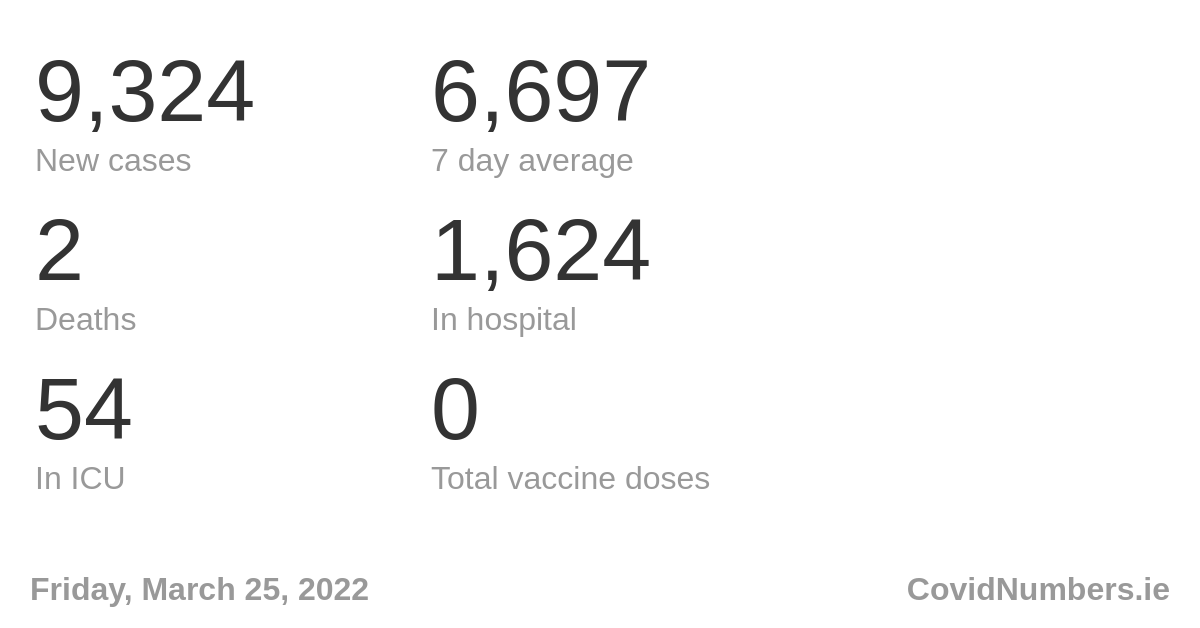 9,324 6,697
New cases 7 day average
2 1,624
Deaths In hospital
54 0
In ICU Total vaccine doses
Friday, March 25, 2022 CovidNumbers.ie